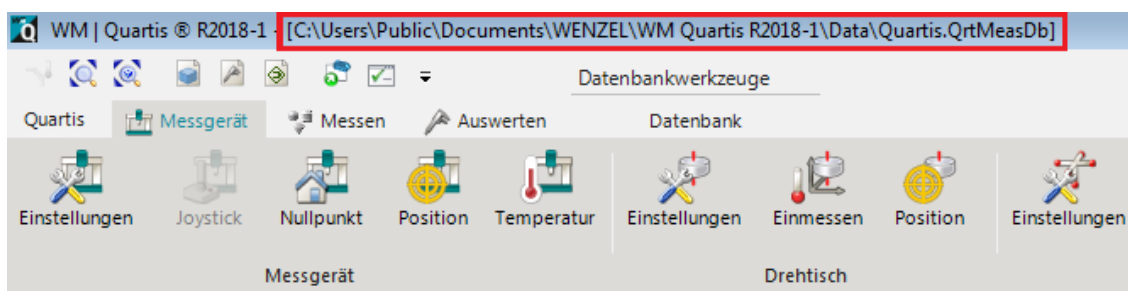 WM | Quartis ® R2018-1 - [C:\Users\Public\Documents\WENZEL\WM Quartis R2018-1\Data\Quartis.QrtMeasDb]
Datenbankwerkzeuge
Quartis Messgerät Messen Auswerten Datenbank
Einstellungen Joystick Nullpunkt Position Temperatur Einstellungen Einmessen Position Einstellungen
Messgerät Drehtisch